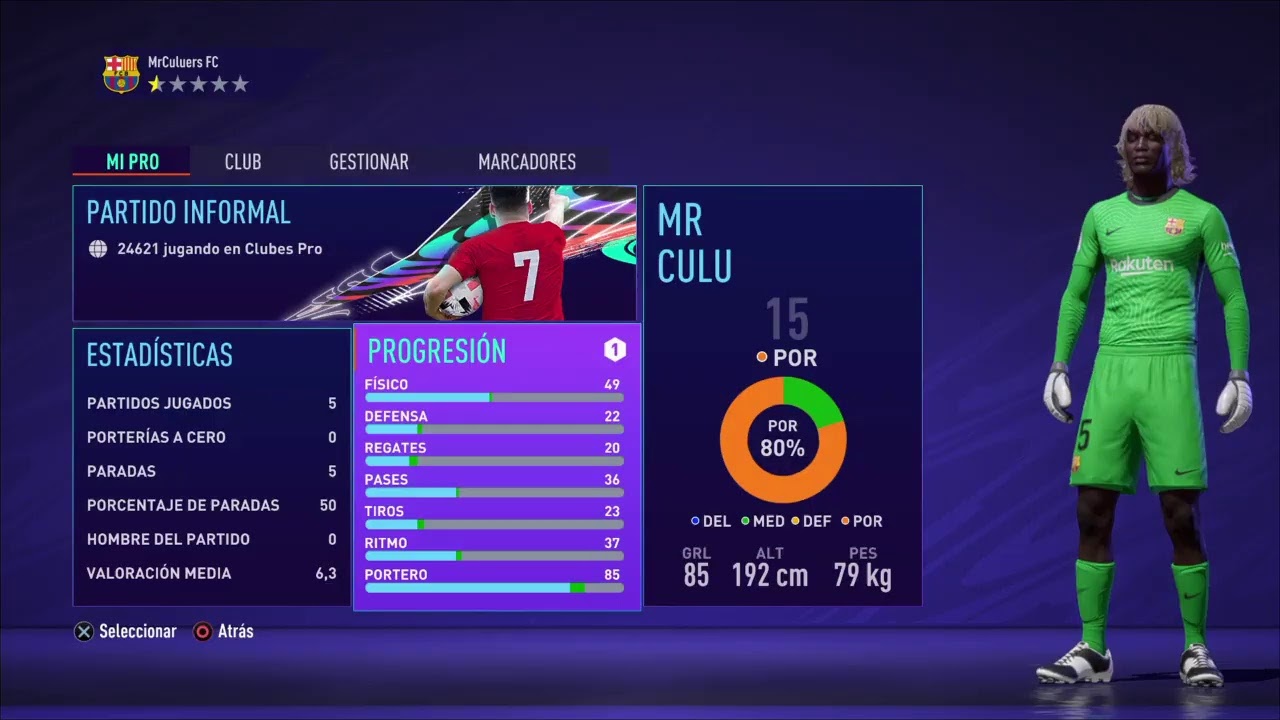 MrCuluers FC
MI PRO CLUB GESTIONAR MARCADORES
PARTIDO INFORMAL
24621 jugando en Clubes Pro
7
ESTADÍSTICAS
PARTIDOS JUGADOS 5
PORTERÍAS A CERO 0
PARADAS 5
PORCENTAJE DE PARADAS 50
HOMBRE DEL PARTIDO 0
VALORACIÓN MEDIA 6,3
PROGRESIÓN 1
FÍSICO 49
DEFENSA 22
REGATES 20
PASES 36
TIROS 23
RITMO 37
PORTERO 85
MR
CULU
15
POR
POR
80%
DEL MED DEF POR
GRL ALT PES
85 192 cm 79 kg
Rakuten
5
Seleccionar Atrás